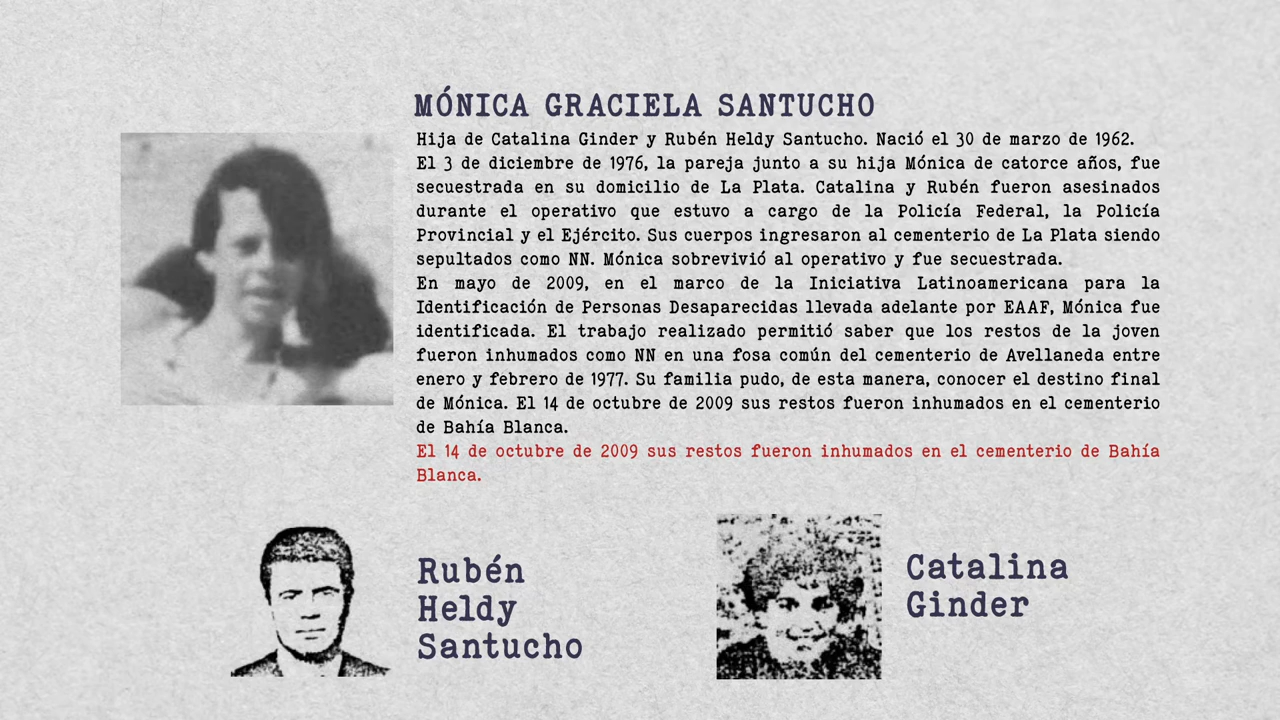 MÓNICA GRACIELA SANTUCHO
Hija de Catalina Ginder y Rubén Heldy Santucho. Nació el 30 de marzo de 1962.
El 3 de diciembre de 1976, la pareja junto a su hija Mónica de catorce años, fue
secuestrada en su domicilio de La Plata. Catalina y Rubén fueron asesinados
durante el operativo que estuvo a cargo de la Policía Federal, la Policía
Provincial y el Ejército. Sus cuerpos ingresaron al cementerio de La Plata siendo
sepultados como NN. Mónica sobrevivió al operativo y fue secuestrada.
En mayo de 2009, en el marco de la Iniciativa Latinoamericana para la
Identificación de Personas Desaparecidas llevada adelante por EAAF, Mónica fue
identificada. El trabajo realizado permitió saber que los restos de la joven
fueron inhumados como NN en una fosa común del cementerio de Avellaneda entre
enero y febrero de 1977. Su familia pudo, de esta manera, conocer el destino final
de Mónica. El 14 de octubre de 2009 sus restos fueron inhumados en el cementerio
de Bahía Blanca.
El 14 de octubre de 2009 sus restos fueron inhumados en el cementerio de Bahía
Blanca.
Rubén
Heldy
Santucho
Catalina
Ginder